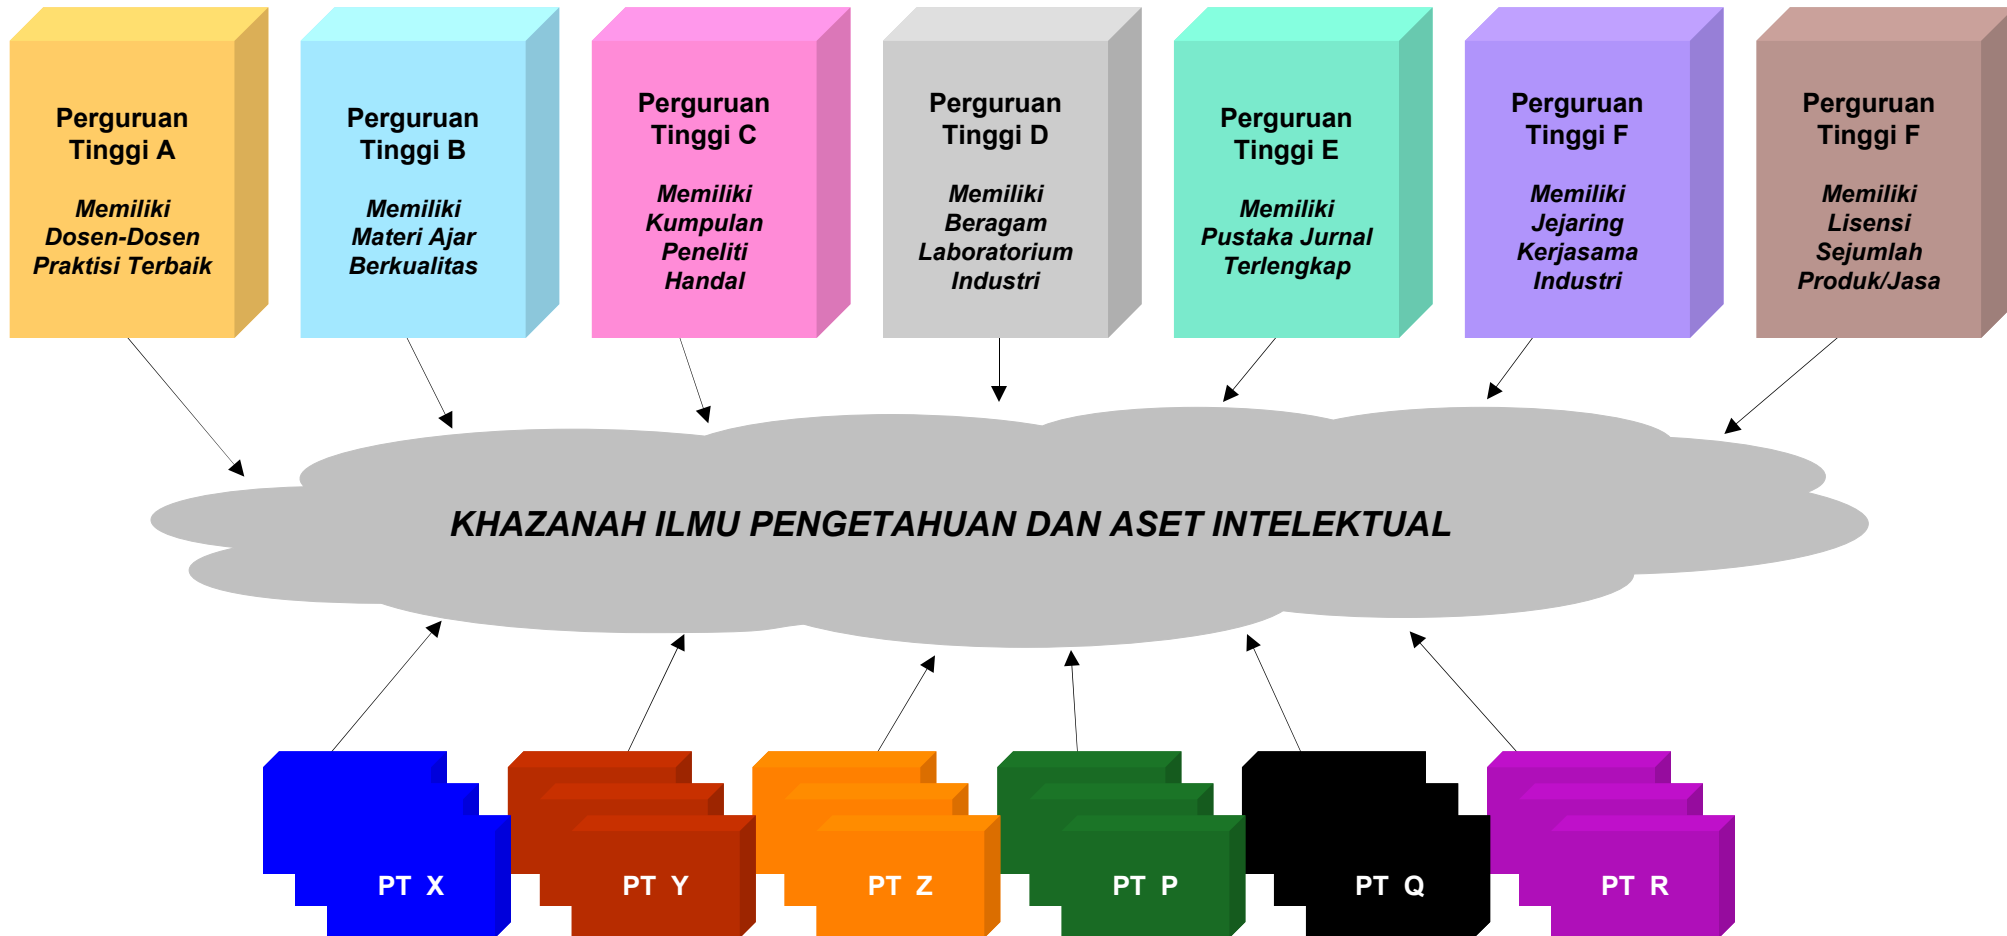 Perguruan
Tinggi A
Memiliki
Dosen-Dosen
Praktisi Terbaik
Perguruan
Tinggi B
Memiliki
Materi Ajar
Berkualitas
Perguruan
Tinggi C
Memiliki
Kumpulan
Peneliti
Handal
Perguruan
Tinggi D
Memiliki
Beragam
Laboratorium
Industri
Perguruan
Tinggi E
Memiliki
Pustaka Jurnal
Terlengkap
Perguruan
Tinggi F
Memiliki
Jejaring
Kerjasama
Industri
Perguruan
Tinggi F
Memiliki
Lisensi
Sejumlah
Produk/Jasa
KHAZANAH ILMU PENGETAHUAN DAN ASET INTELEKTUAL
PT X
PT Y
PT Z
PT P
PT Q
PT R